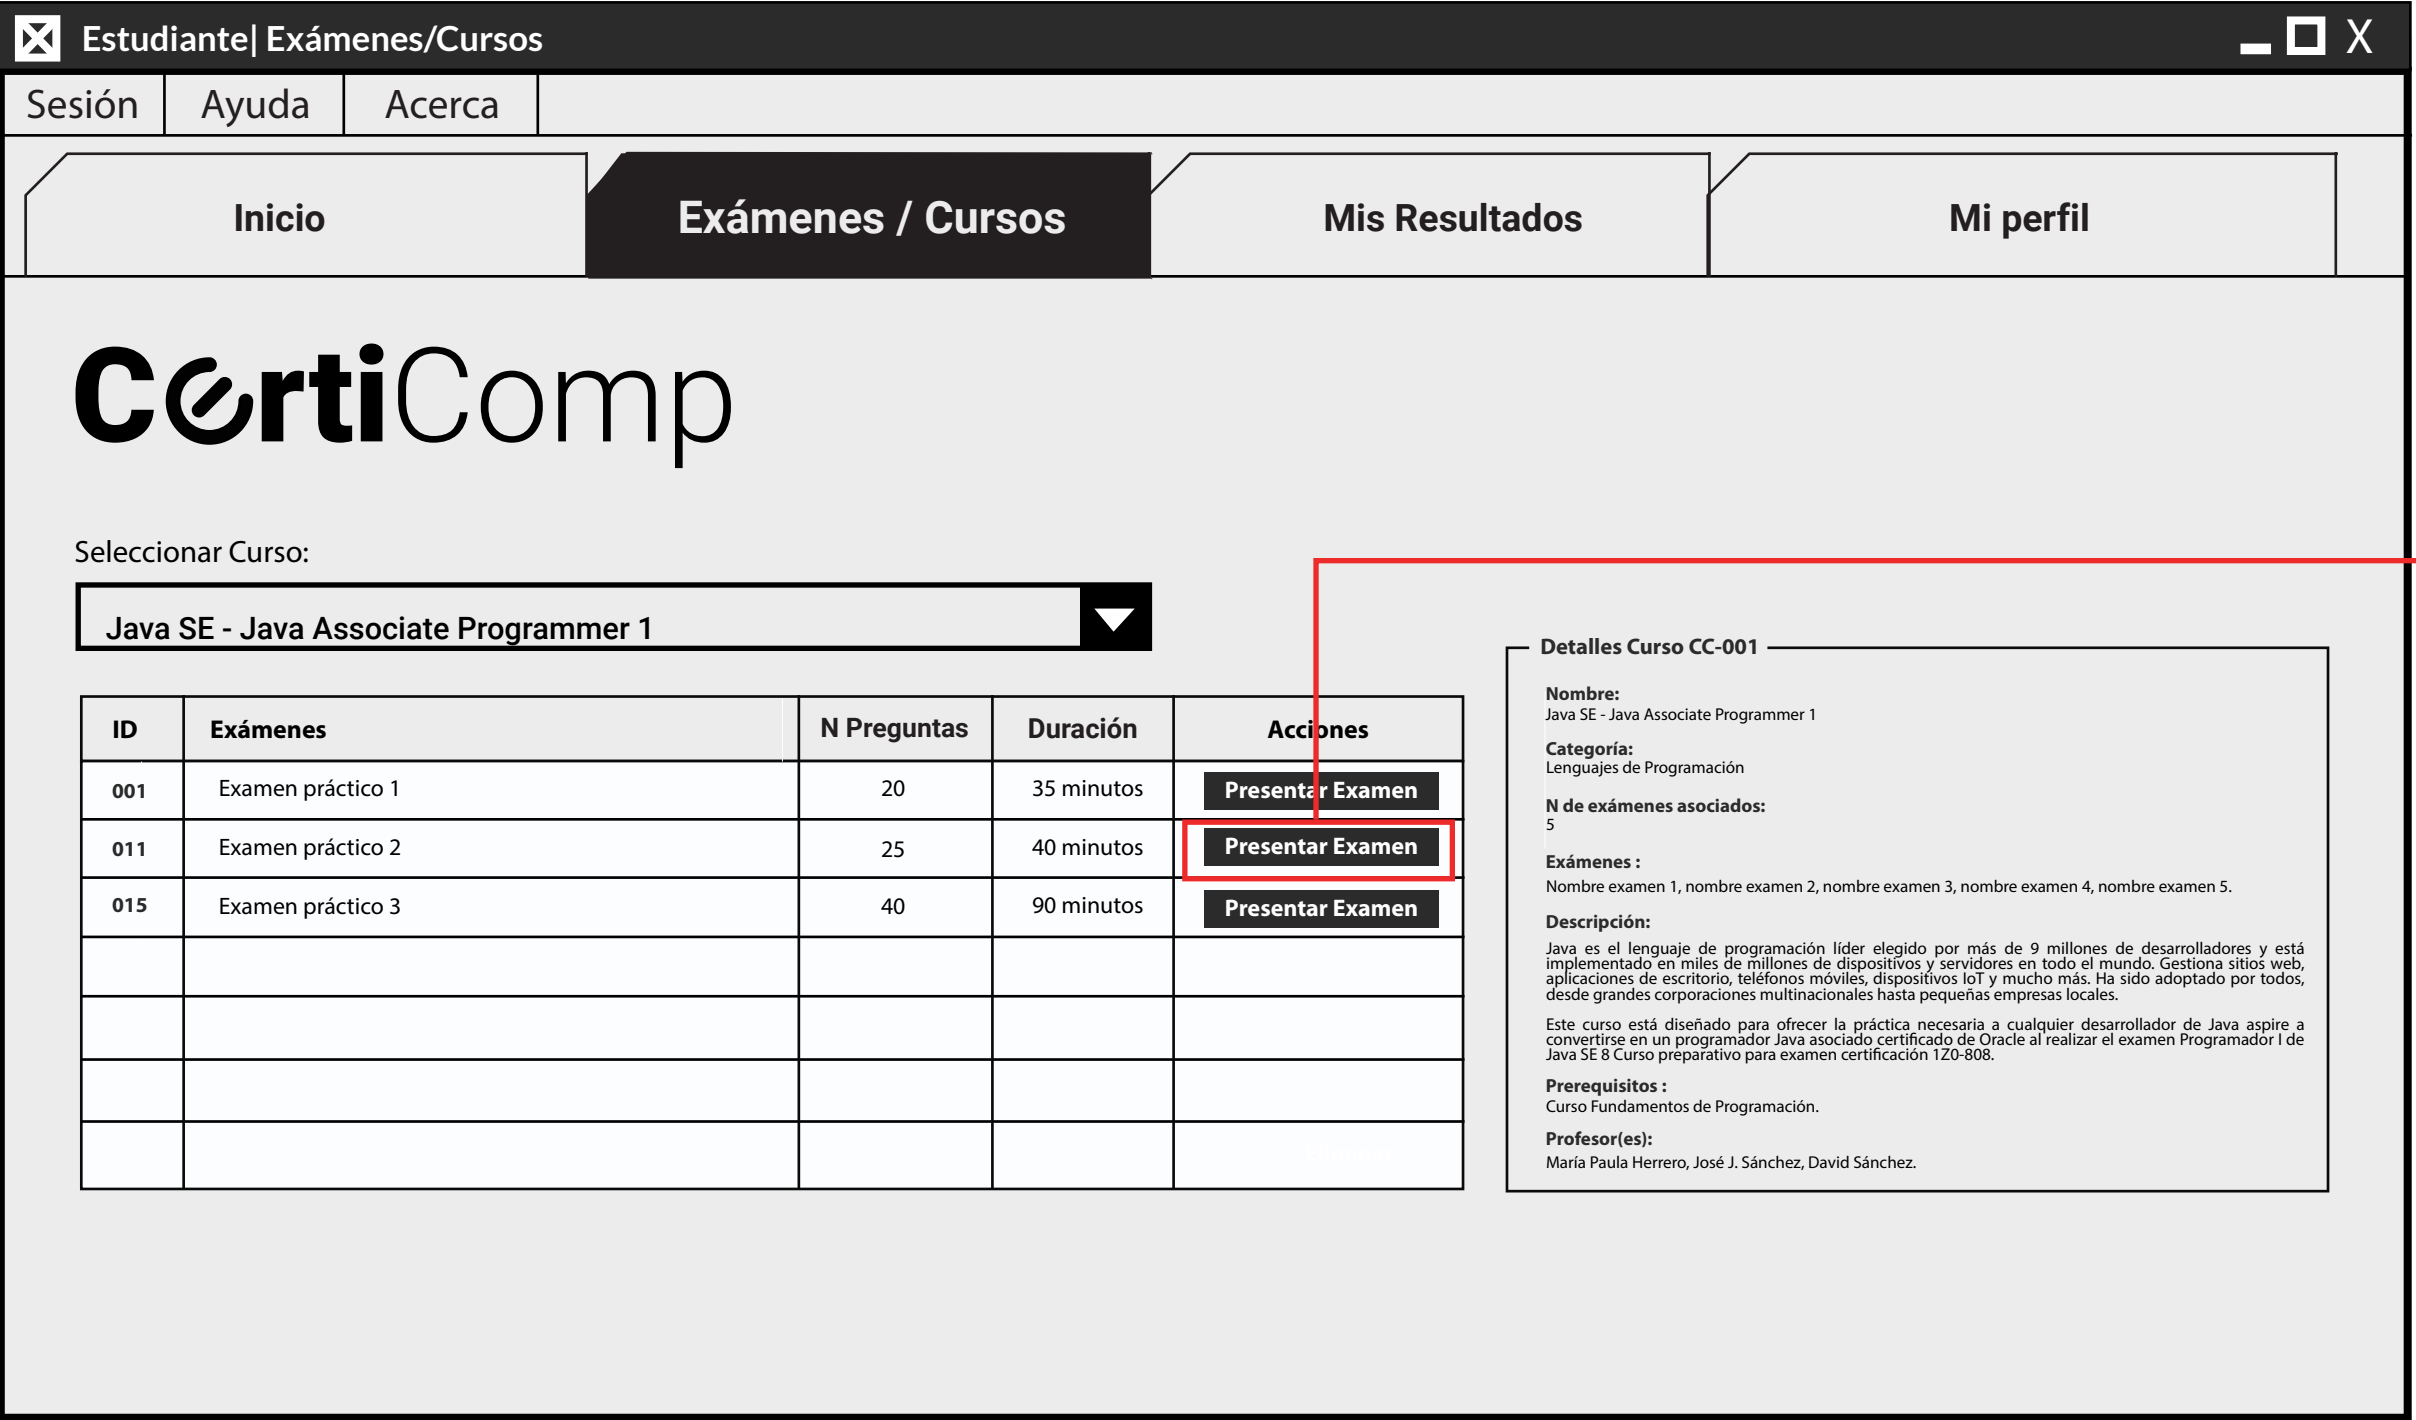 Estudiante| Exámenes/Cursos
X
Sesión Ayuda Acerca
Inicio Exámenes / Cursos Mis Resultados Mi perfil
CertiComp
Seleccionar Curso:
Java SE - Java Associate Programmer 1
ID Exámenes N Preguntas Duración Acciones
001 Examen práctico 1 20 35 minutos Presentar Examen
011 Examen práctico 2 25 40 minutos Presentar Examen
015 Examen práctico 3 40 90 minutos Presentar Examen
Detalles Curso CC-001
Nombre:
Java SE - Java Associate Programmer 1
Categoría:
Lenguajes de Programación
N de exámenes asociados:
5
Exámenes :
Nombre examen 1, nombre examen 2, nombre examen 3, nombre examen 4, nombre examen 5.
Descripción:
Java es el lenguaje de programación líder elegido por más de 9 millones de desarrolladores y está
implementado en miles de millones de dispositivos y servidores en todo el mundo. Gestiona sitios web,
aplicaciones de escritorio, teléfonos móviles, dispositivos IoT y mucho más. Ha sido adoptado por todos,
desde grandes corporaciones multinacionales hasta pequeñas empresas locales.
Este curso está diseñado para ofrecer la práctica necesaria a cualquier desarrollador de Java aspire a
convertirse en un programador Java asociado certificado de Oracle al realizar el examen Programador I de
Java SE 8 Curso preparativo para examen certificación 1Z0-808.
Prerequisitos :
Curso Fundamentos de Programación.
Profesor(es):
María Paula Herrero, José J. Sánchez, David Sánchez.